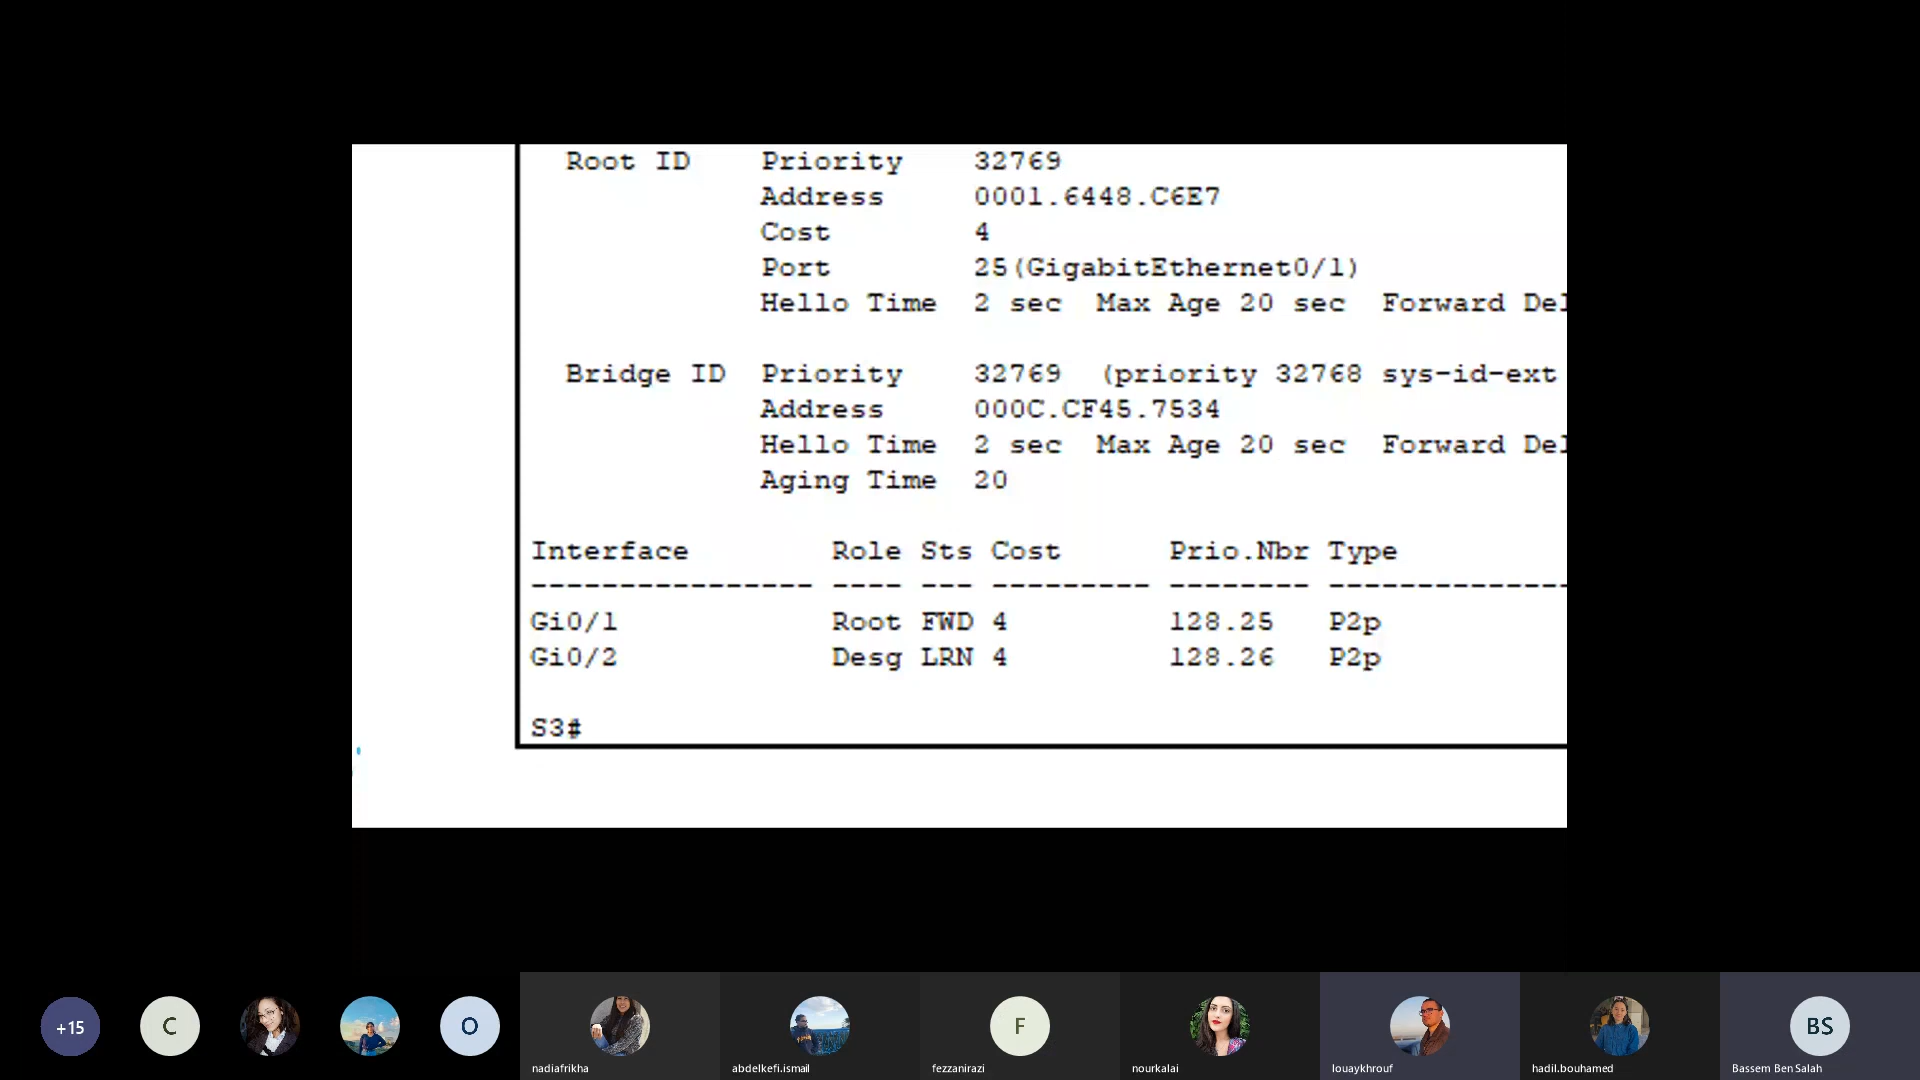 Root ID Priority 32769
Address 0001.6448.C6E7
Cost 4
Port 25(GigabitEthernet0/1)
Hello Time 2 sec Max Age 20 sec Forward Del
Bridge ID Priority 32769 (priority 32768 sys-id-ext
Address 000C.CF45.7534
Hello Time 2 sec Max Age 20 sec Forward Del
Aging Time 20
Interface Role Sts Cost Prio.Nbr Type
---------------- ---- --- --------- -------- --------------
Gi0/1 Root FWD 4 128.25 P2p
Gi0/2 Desg LRN 4 128.26 P2p
S3#
+15 C O F BS
nadiafrikha abdelkefi.ismail fezzanirazi nourkalai louaykhrouf hadil.bouhamed Bassem Ben Salah